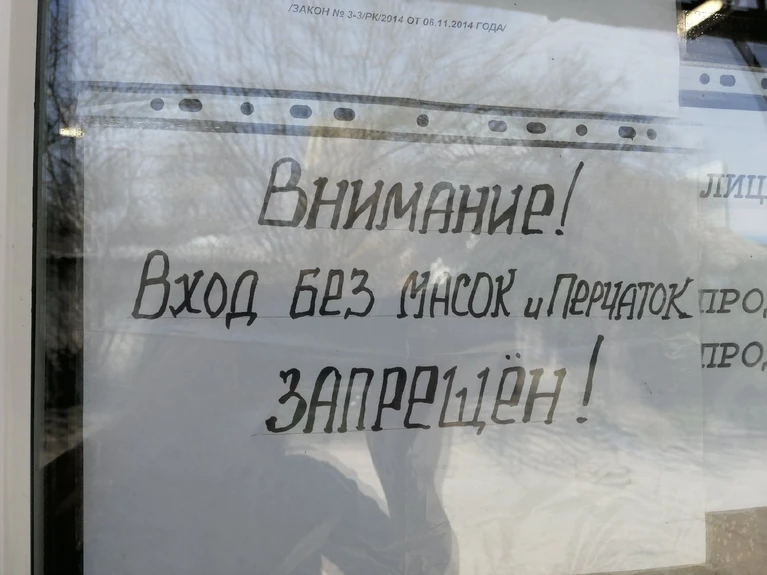 /ЗАКОН № 3-3/РК/2014 ОТ 06.11.2014 ГОДА/
Внимание!
Вход без масок и перчаток
запрещён!